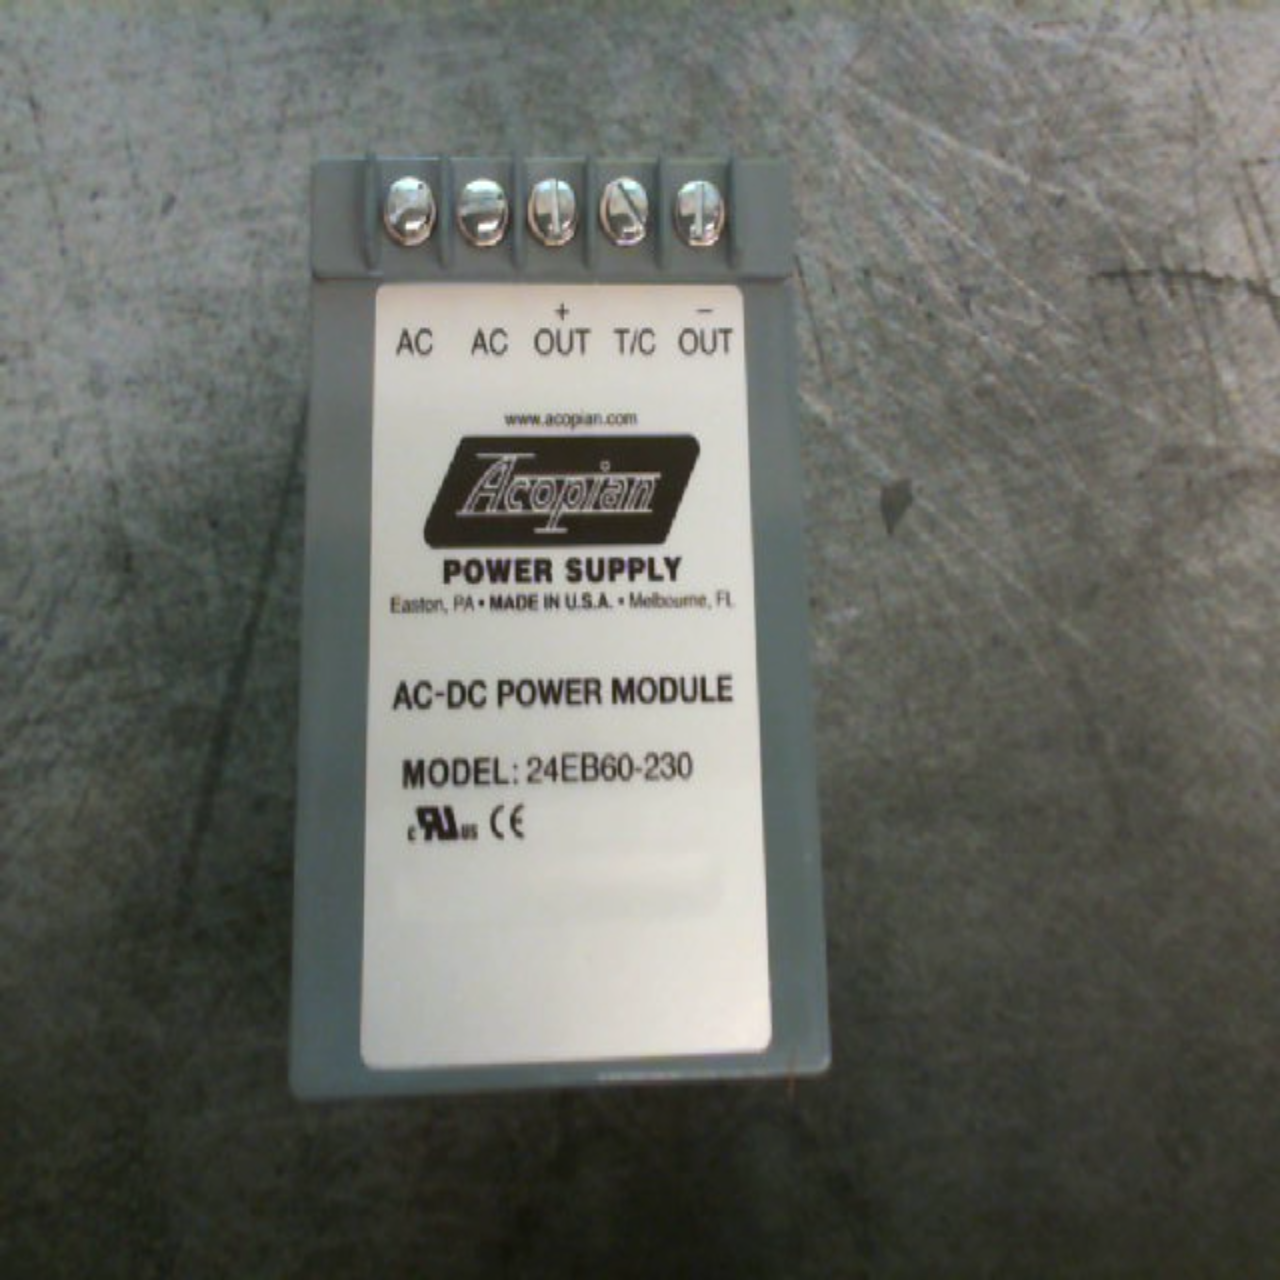 + −
AC AC OUT T/C OUT
www.acopian.com
Acopian
POWER SUPPLY
Easton, PA • MADE IN U.S.A. • Melbourne, FL
AC-DC POWER MODULE
MODEL: 24EB60-230
c RU us CE